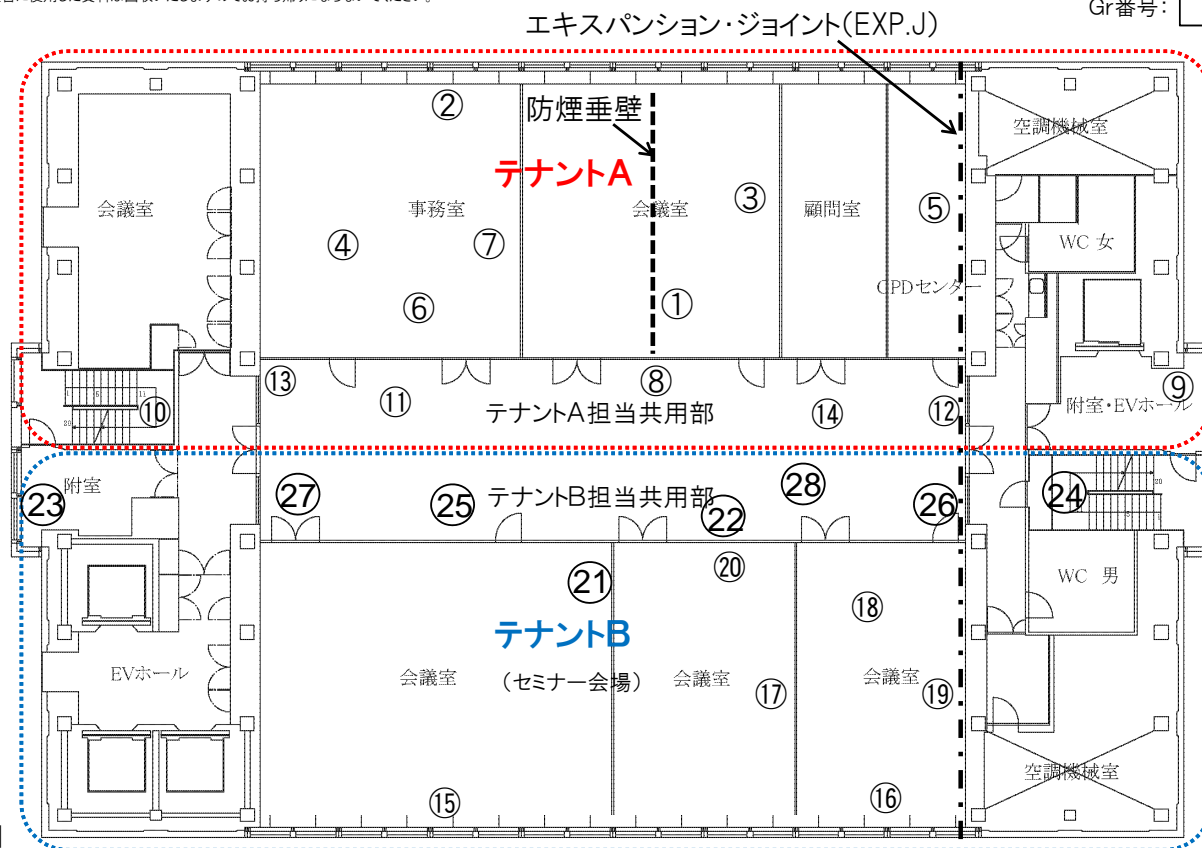 Gr番号:
エキスパンション・ジョイント(EXP.J)
②
防煙垂壁
空調機械室
テナントA
会議室
事務室
会議室
③
顧問室
⑤
④
⑦
WC 女
CPDセンター
⑥
①
⑬
⑧
⑨
⑩
⑪
テナントA担当共用部
⑭
⑫
附室・EVホール
附室
㉓
㉗
㉕
テナントB担当共用部
㉒
㉘
㉖
㉔
㉑
⑳
WC 男
⑱
テナントB
EVホール
会議室
(セミナー会場)
会議室
⑰
会議室
⑲
空調機械室
⑮
⑯